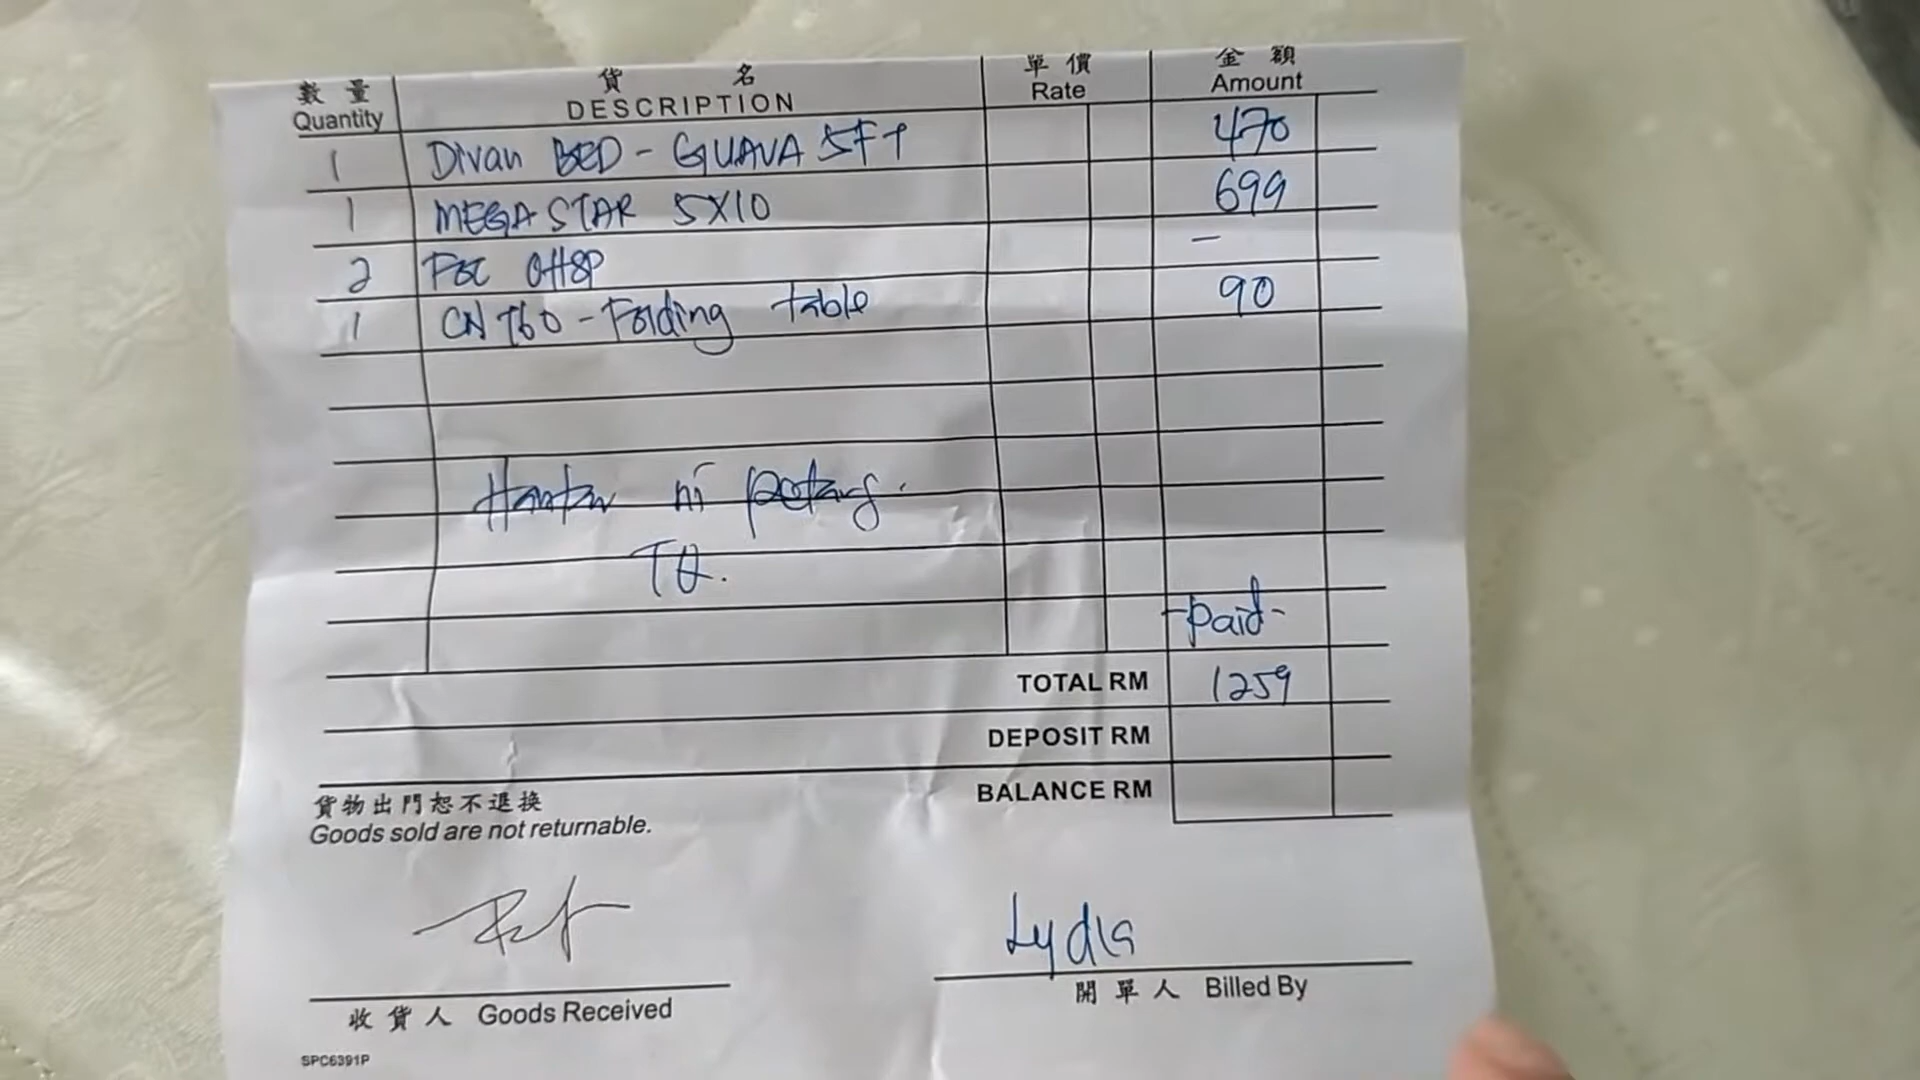 數量 貨名 單價 金額
Quantity DESCRIPTION Rate Amount
1 Divan BED - GUAVA 5FT 470
1 MEGA STAR 5X10 699
2 FOC -
1 CN T60 - Folding table 90
Hantar ni petang.
TQ.
-paid-
TOTAL RM 1259
DEPOSIT RM
BALANCE RM
貨物出門恕不退換
Goods sold are not returnable.
Lydia
收貨人 Goods Received 開單人 Billed By
SPC6391P